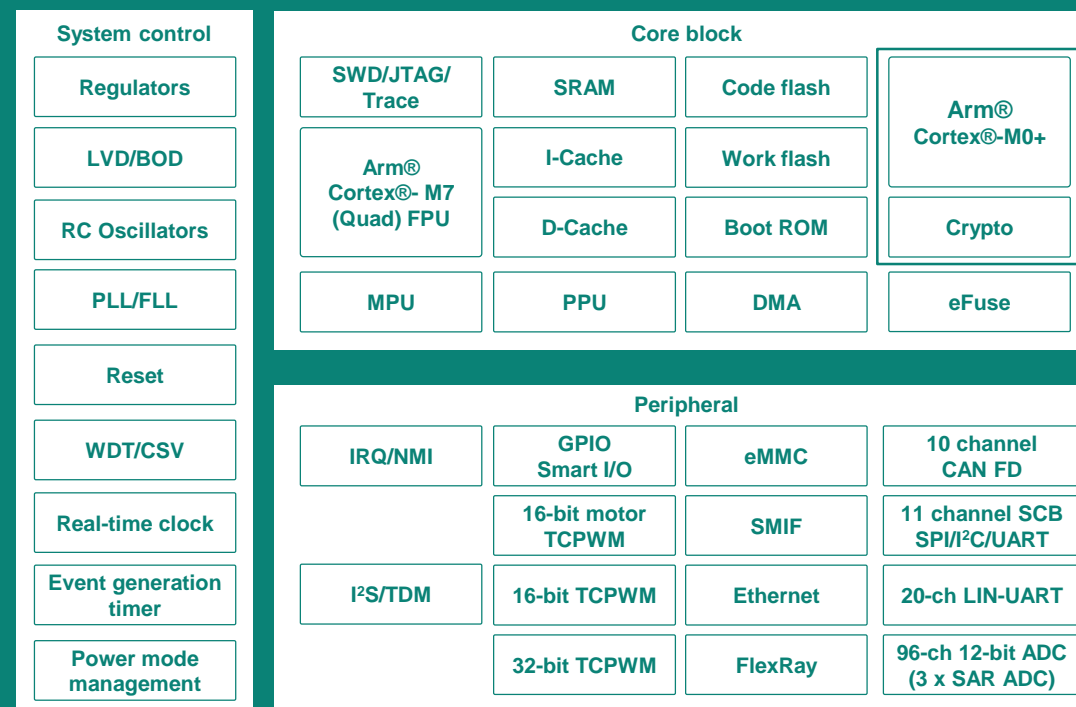 System control
Regulators
LVD/BOD
RC Oscillators
PLL/FLL
Reset
WDT/CSV
Real-time clock
Event generation
timer
Power mode
management
Core block
SWD/JTAG/
Trace
SRAM
Code flash
Arm®
Cortex®-M0+
Arm®
Cortex®- M7
(Quad) FPU
I-Cache
Work flash
D-Cache
Boot ROM
Crypto
MPU
PPU
DMA
eFuse
Peripheral
IRQ/NMI
GPIO
Smart I/O
eMMC
10 channel
CAN FD
16-bit motor
TCPWM
SMIF
11 channel SCB
SPI/I²C/UART
I²S/TDM
16-bit TCPWM
Ethernet
20-ch LIN-UART
32-bit TCPWM
FlexRay
96-ch 12-bit ADC
(3 x SAR ADC)